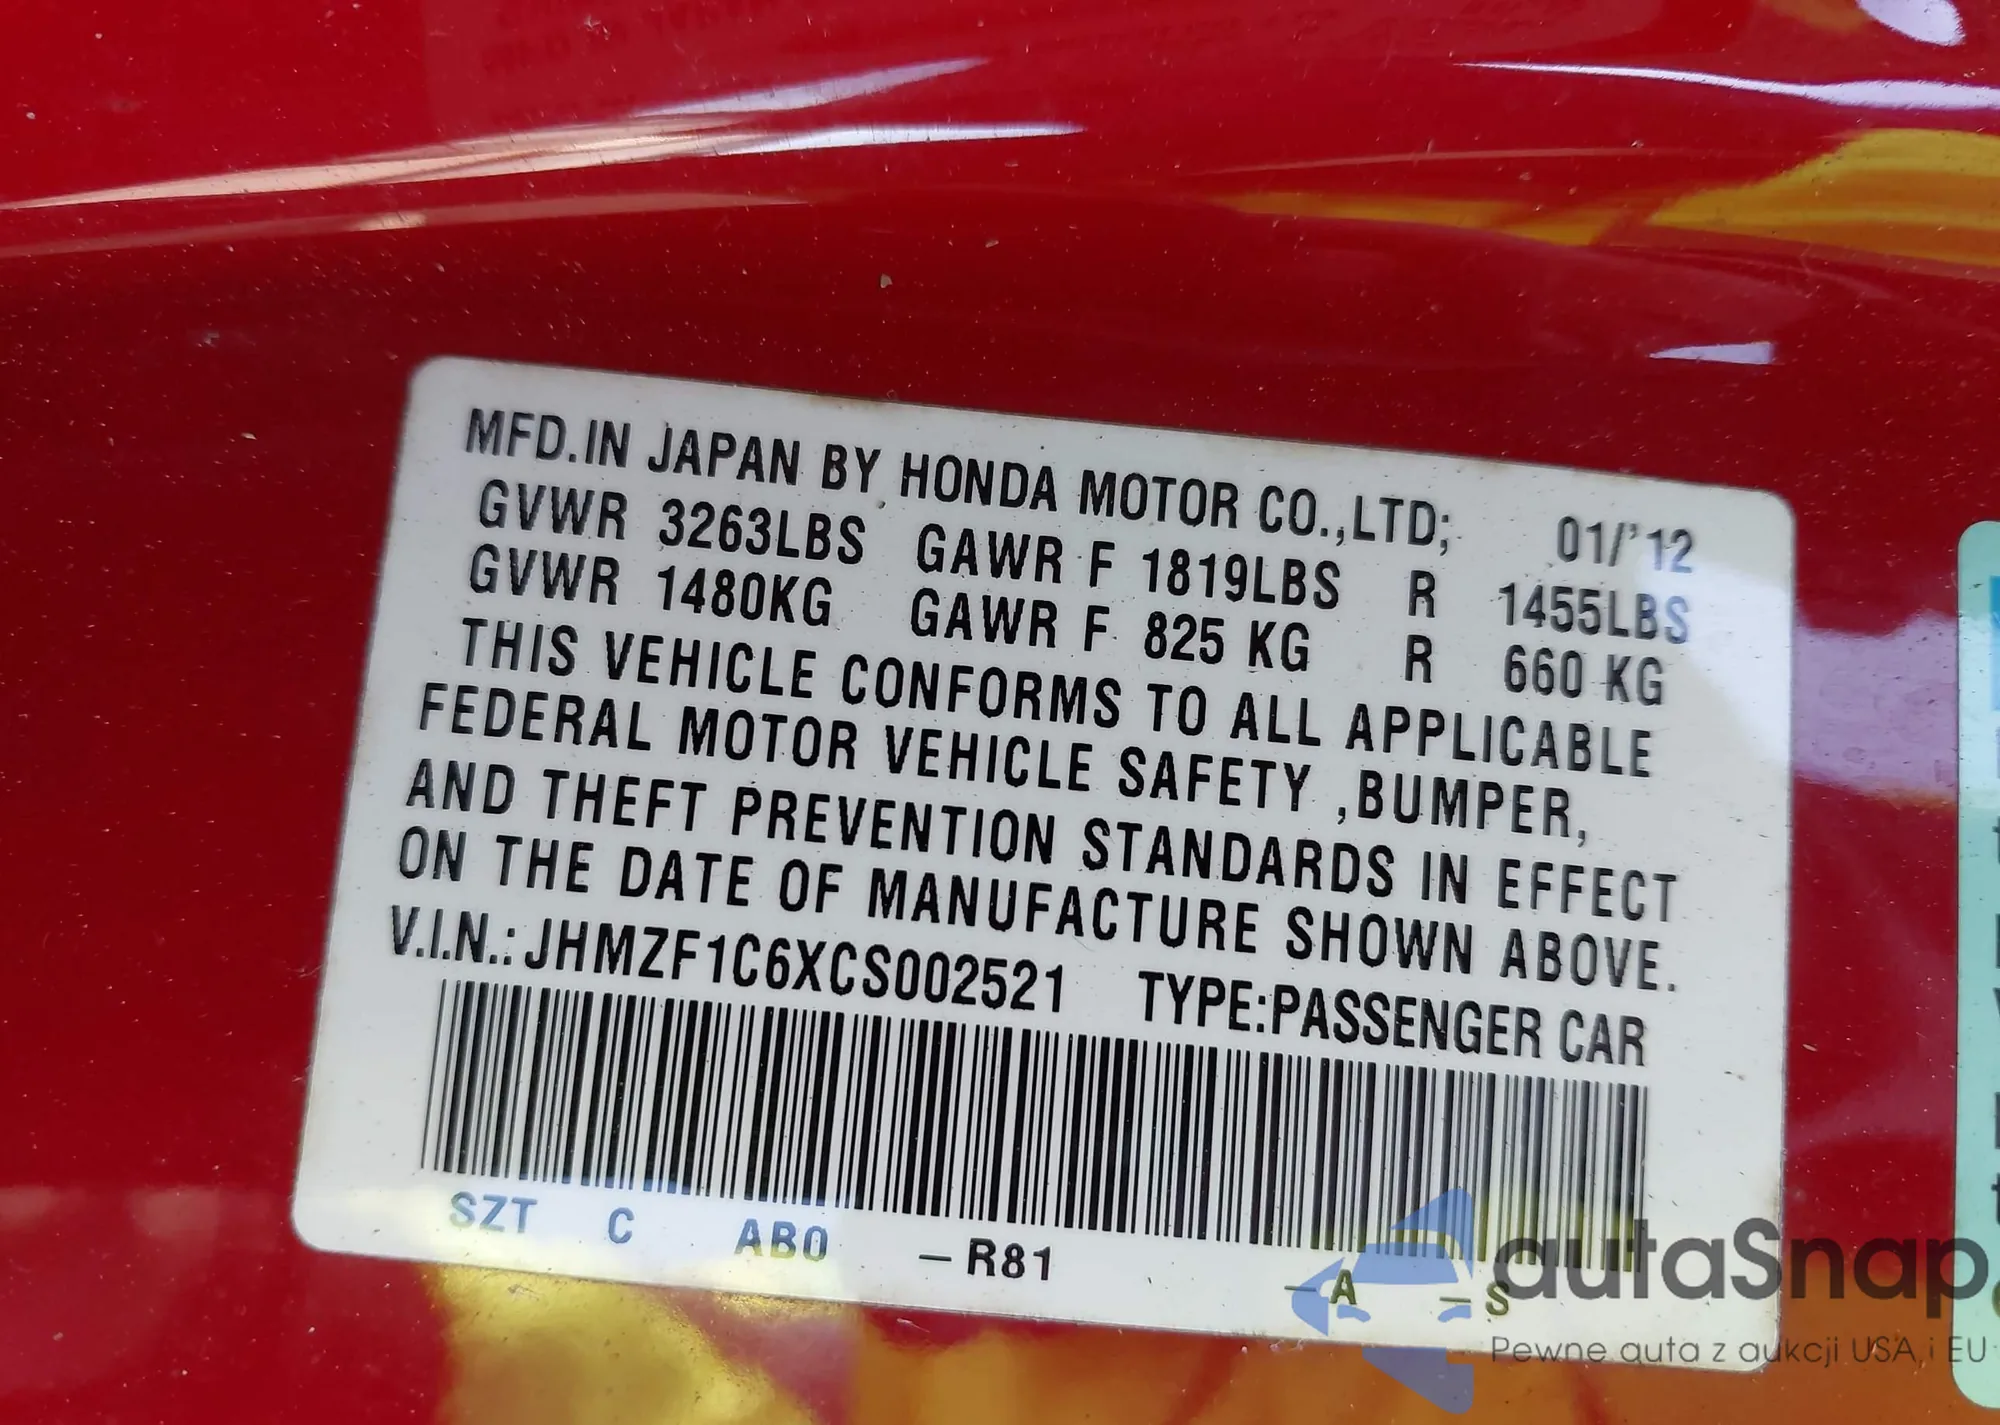 MFD.IN JAPAN BY HONDA MOTOR CO.,LTD; 01/'12
GVWR 3263LBS GAWR F 1819LBS R 1455LBS
GVWR 1480KG GAWR F 825 KG R 660 KG
THIS VEHICLE CONFORMS TO ALL APPLICABLE
FEDERAL MOTOR VEHICLE SAFETY ,BUMPER,
AND THEFT PREVENTION STANDARDS IN EFFECT
ON THE DATE OF MANUFACTURE SHOWN ABOVE.
V.I.N.: JHMZF1C6XCS002521 TYPE:PASSENGER CAR
SZT C AB0 -R81 -A -S
autaSnap
Pewne auta z aukcji USA i EU